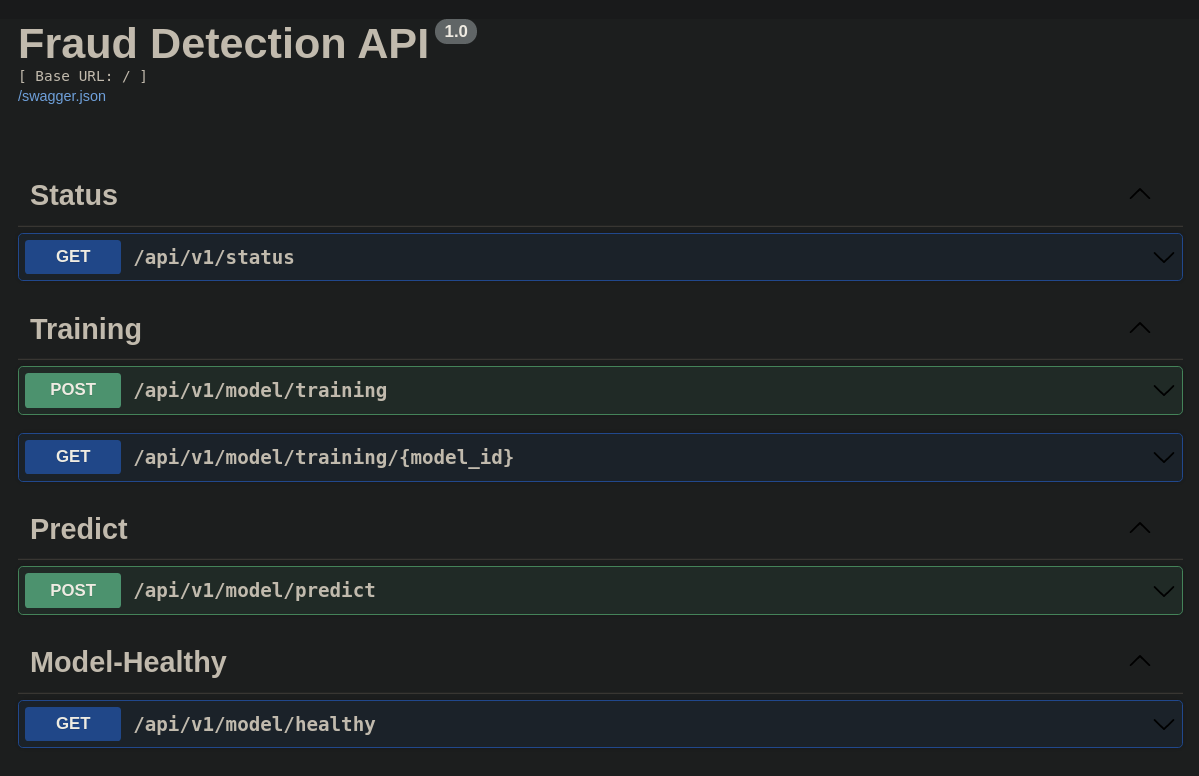 Fraud Detection API 1.0
[ Base URL: / ]
/swagger.json
Status
GET /api/v1/status
Training
POST /api/v1/model/training
GET /api/v1/model/training/{model_id}
Predict
POST /api/v1/model/predict
Model-Healthy
GET /api/v1/model/healthy